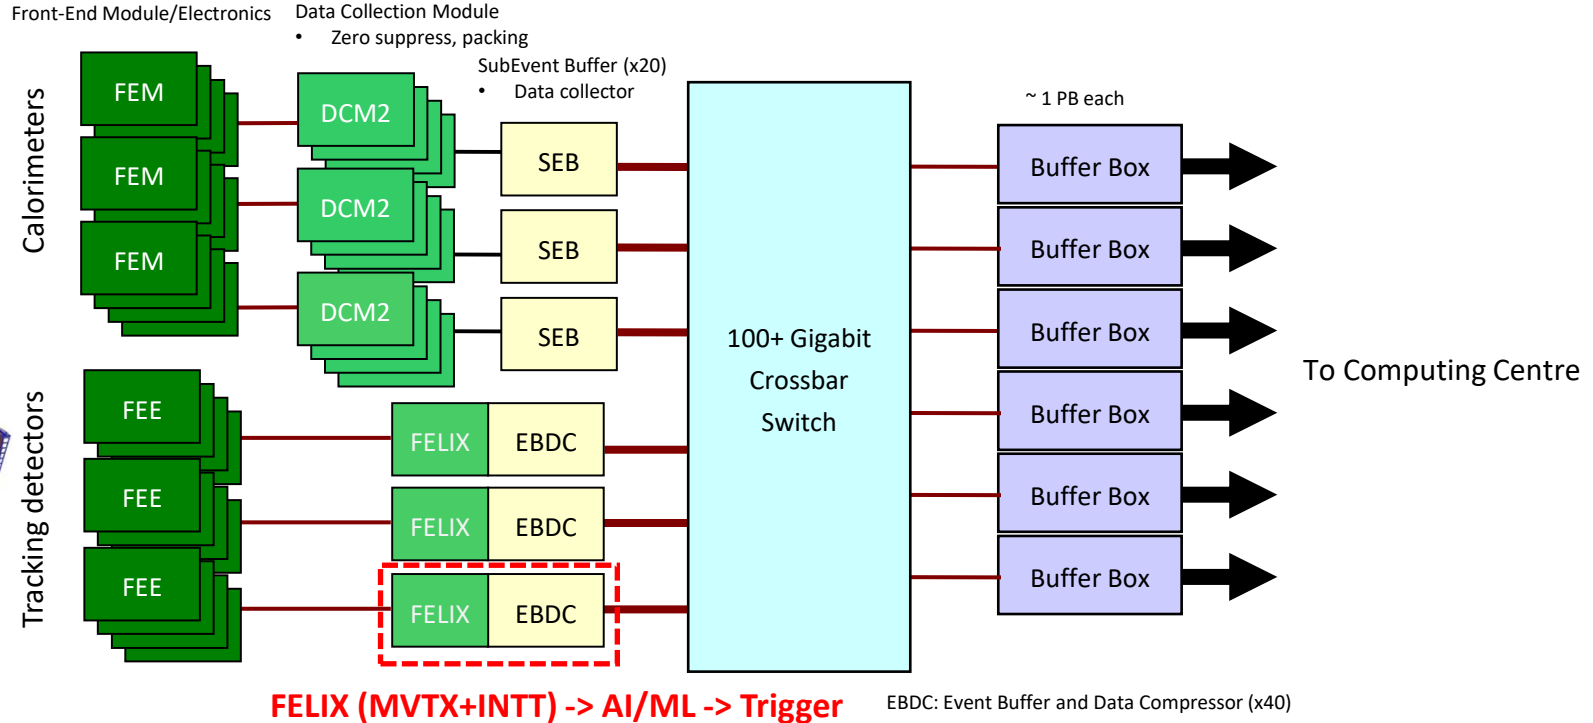 Front-End Module/Electronics
Data Collection Module
• Zero suppress, packing
SubEvent Buffer (x20)
• Data collector
~ 1 PB each
Calorimeters
FEM
FEM
FEM
DCM2
DCM2
DCM2
SEB
SEB
SEB
100+ Gigabit
Crossbar
Switch
Buffer Box
Buffer Box
Buffer Box
Buffer Box
Buffer Box
Buffer Box
To Computing Centre
Tracking detectors
FEE
FEE
FEE
FELIX EBDC
FELIX EBDC
FELIX EBDC
FELIX (MVTX+INTT) -> AI/ML -> Trigger
EBDC: Event Buffer and Data Compressor (x40)